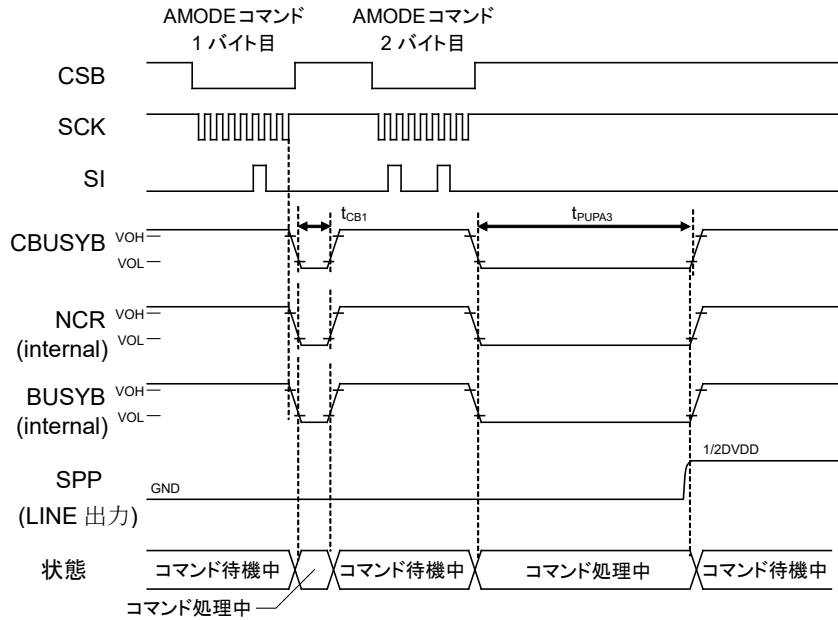 AMODEコマンド AMODEコマンド
1 バイト目 2 バイト目
CSB
SCK
SI
tCB1 tPUPA3
CBUSYB VOH
VOL
NCR VOH
(internal) VOL
BUSYB VOH
(internal) VOL
1/2DVDD
SPP GND
(LINE 出力)
状態 コマンド待機中 コマンド待機中 コマンド処理中 コマンド待機中
コマンド処理中